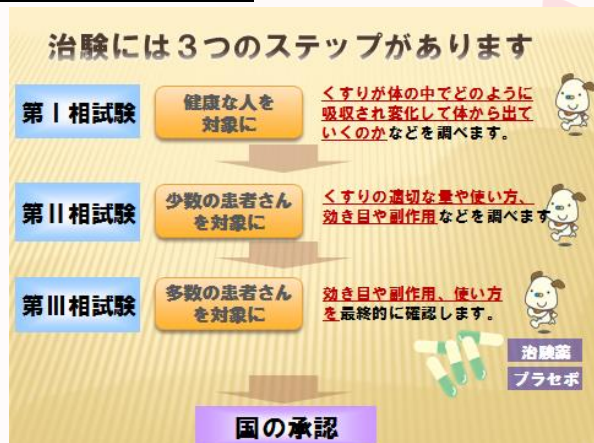 治験には３つのステップがあります
第Ⅰ相試験
健康な人を
対象に
くすりが体の中でどのように
吸収され変化して体から出て
いくのかなどを調べます。
第Ⅱ相試験
少数の患者さん
を対象に
くすりの適切な量や使い方、
効き目や副作用などを調べます
第Ⅲ相試験
多数の患者さん
を対象に
効き目や副作用、使い方
を最終的に確認します。
治験薬
プラセボ
国の承認